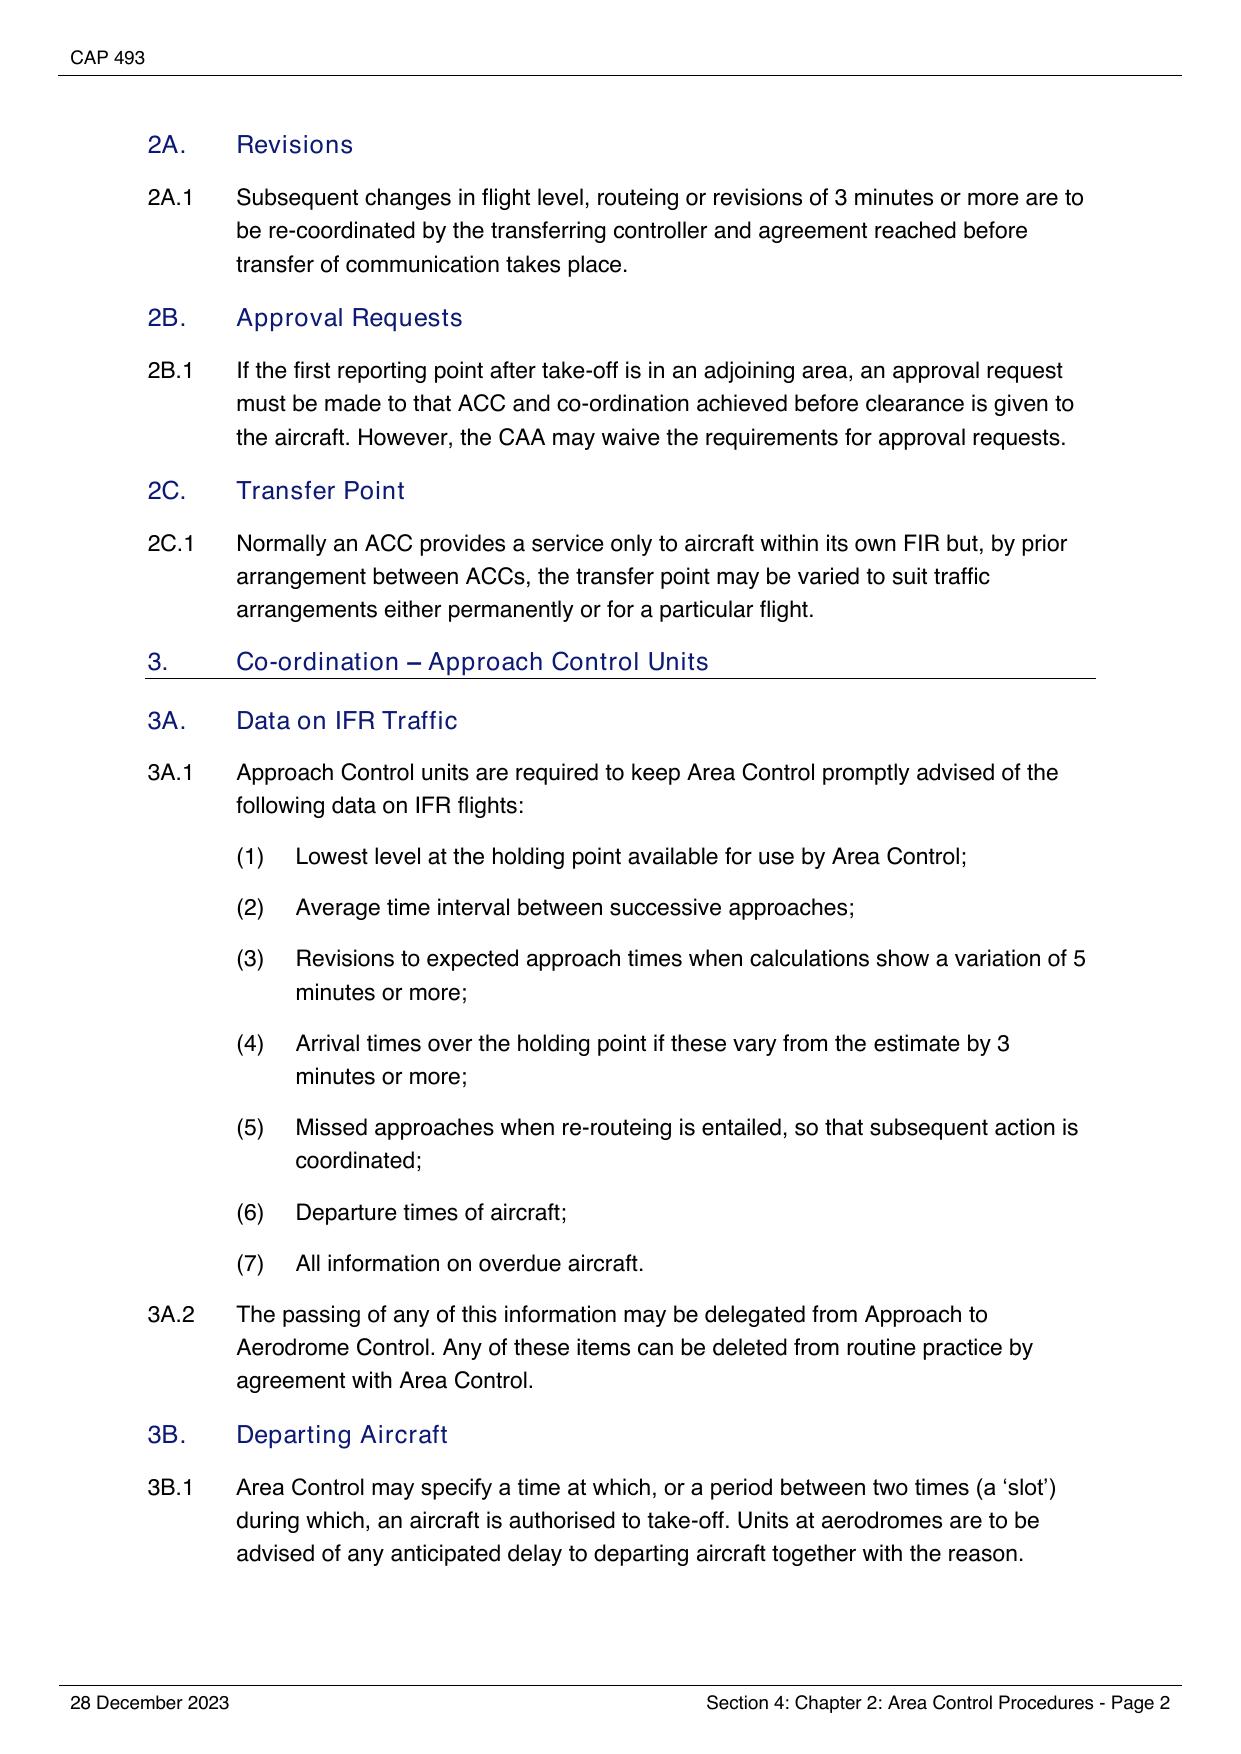 CAP 493
2A. Revisions
2A.1 Subsequent changes in flight level, routeing or revisions of 3 minutes or more are to
be re-coordinated by the transferring controller and agreement reached before
transfer of communication takes place.
2B. Approval Requests
2B.1 If the first reporting point after take-off is in an adjoining area, an approval request
must be made to that ACC and co-ordination achieved before clearance is given to
the aircraft. However, the CAA may waive the requirements for approval requests.
2C. Transfer Point
2C.1 Normally an ACC provides a service only to aircraft within its own FIR but, by prior
arrangement between ACCs, the transfer point may be varied to suit traffic
arrangements either permanently or for a particular flight.
3. Co-ordination – Approach Control Units
3A. Data on IFR Traffic
3A.1 Approach Control units are required to keep Area Control promptly advised of the
following data on IFR flights:
(1) Lowest level at the holding point available for use by Area Control;
(2) Average time interval between successive approaches;
(3) Revisions to expected approach times when calculations show a variation of 5
minutes or more;
(4) Arrival times over the holding point if these vary from the estimate by 3
minutes or more;
(5) Missed approaches when re-routeing is entailed, so that subsequent action is
coordinated;
(6) Departure times of aircraft;
(7) All information on overdue aircraft.
3A.2 The passing of any of this information may be delegated from Approach to
Aerodrome Control. Any of these items can be deleted from routine practice by
agreement with Area Control.
3B. Departing Aircraft
3B.1 Area Control may specify a time at which, or a period between two times (a ‘slot’)
during which, an aircraft is authorised to take-off. Units at aerodromes are to be
advised of any anticipated delay to departing aircraft together with the reason.
28 December 2023 Section 4: Chapter 2: Area Control Procedures - Page 2